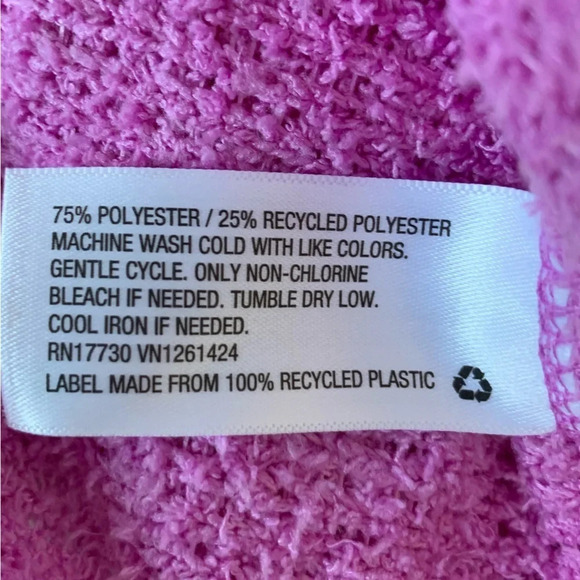 75% POLYESTER / 25% RECYCLED POLYESTER
MACHINE WASH COLD WITH LIKE COLORS.
GENTLE CYCLE. ONLY NON-CHLORINE
BLEACH IF NEEDED. TUMBLE DRY LOW.
COOL IRON IF NEEDED.
RN17730 VN1261424
LABEL MADE FROM 100% RECYCLED PLASTIC